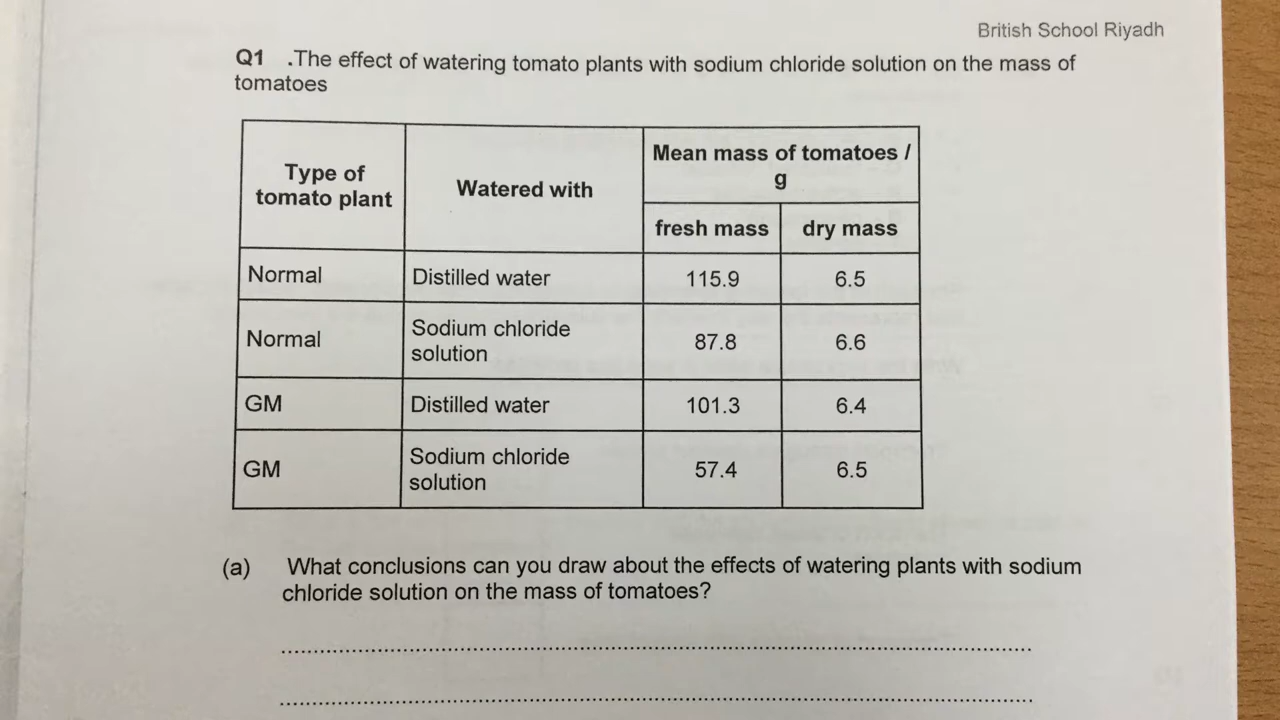 British School Riyadh
Q1 .The effect of watering tomato plants with sodium chloride solution on the mass of
tomatoes
Type of
tomato plant
Watered with
Mean mass of tomatoes /
g
fresh mass
dry mass
Normal
Distilled water
115.9
6.5
Normal
Sodium chloride
solution
87.8
6.6
GM
Distilled water
101.3
6.4
GM
Sodium chloride
solution
57.4
6.5
(a) What conclusions can you draw about the effects of watering plants with sodium
chloride solution on the mass of tomatoes?